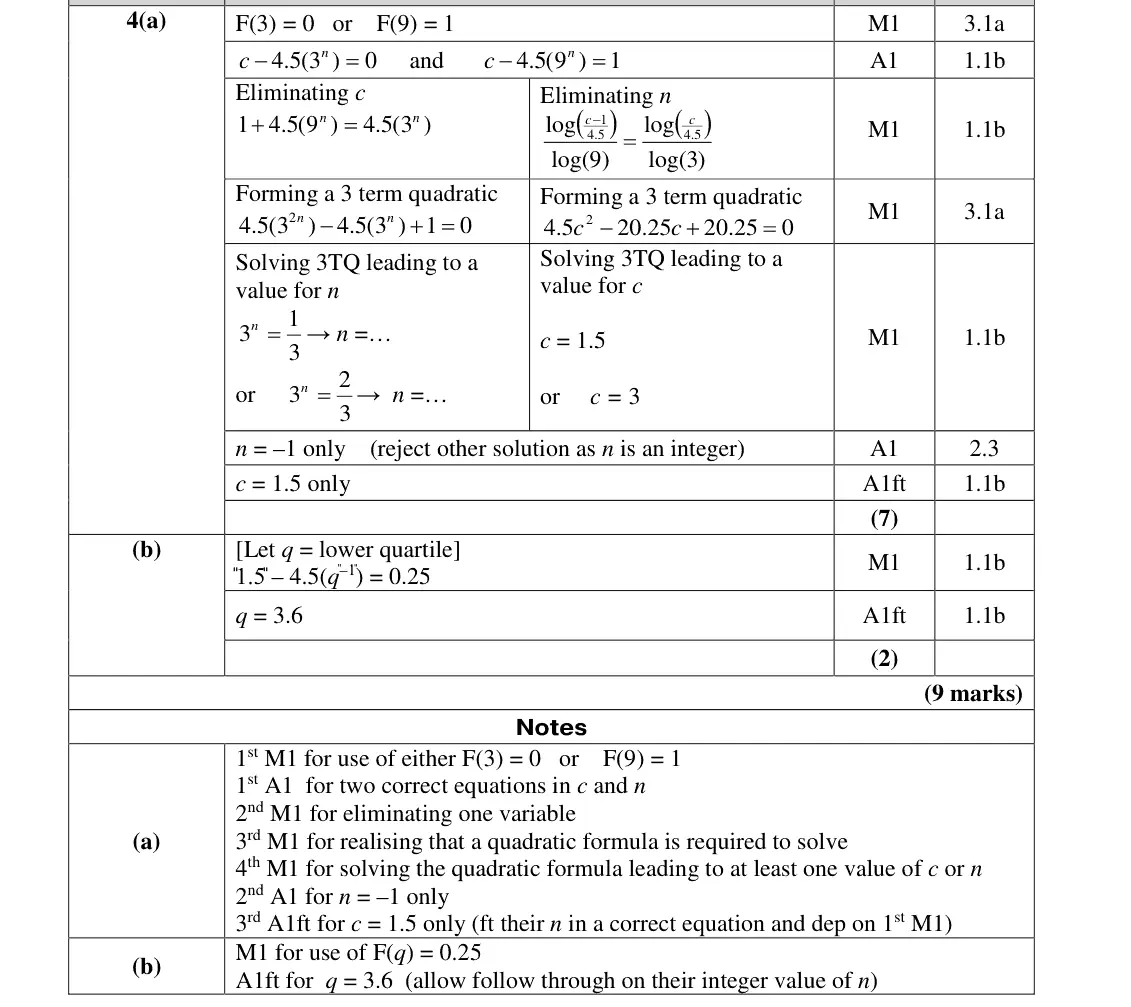 4(a) F(3) = 0 or F(9) = 1 M1 3.1a
c − 4.5(3ⁿ) = 0 and c − 4.5(9ⁿ) = 1 A1 1.1b
Eliminating c
1 + 4.5(9ⁿ) = 4.5(3ⁿ)
Eliminating n
log((c−1)/4.5)/log(9) = log(c/4.5)/log(3)
M1 1.1b
Forming a 3 term quadratic
4.5(3²ⁿ) − 4.5(3ⁿ) + 1 = 0
Forming a 3 term quadratic
4.5c² − 20.25c + 20.25 = 0
M1 3.1a
Solving 3TQ leading to a
value for n
3ⁿ = 1/3 → n =…
or 3ⁿ = 2/3 → n =…
Solving 3TQ leading to a
value for c
c = 1.5
or c = 3
M1 1.1b
n = –1 only (reject other solution as n is an integer) A1 2.3
c = 1.5 only A1ft 1.1b
(7)
(b) [Let q = lower quartile]
"1.5" – 4.5(q"⁻¹") = 0.25 M1 1.1b
q = 3.6 A1ft 1.1b
(2)
(9 marks)
Notes
(a)
1st M1 for use of either F(3) = 0 or F(9) = 1
1st A1 for two correct equations in c and n
2nd M1 for eliminating one variable
3rd M1 for realising that a quadratic formula is required to solve
4th M1 for solving the quadratic formula leading to at least one value of c or n
2nd A1 for n = –1 only
3rd A1ft for c = 1.5 only (ft their n in a correct equation and dep on 1st M1)
(b)
M1 for use of F(q) = 0.25
A1ft for q = 3.6 (allow follow through on their integer value of n)